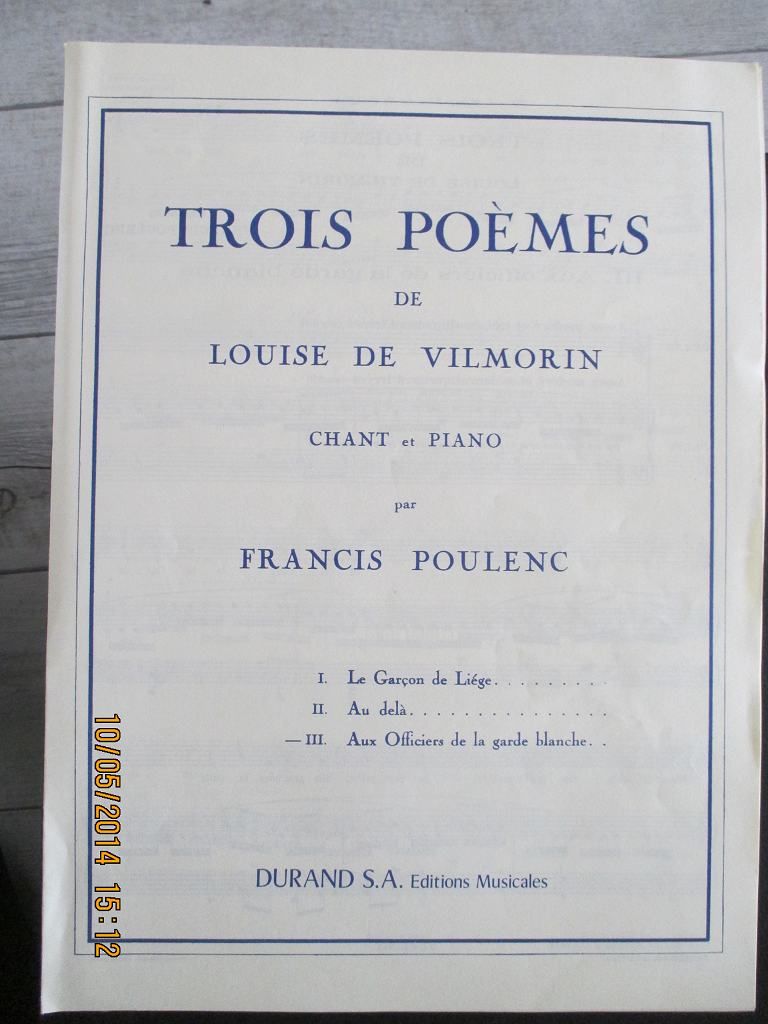 TROIS POÈMES
DE
LOUISE DE VILMORIN
CHANT et PIANO
par
FRANCIS POULENC
I. Le Garçon de Liége. . . . . . . . . .
II. Au delà. . . . . . . . . . . . . . . .
— III. Aux Officiers de la garde blanche. .
DURAND S.A. Editions Musicales
10/05/2014 15:12